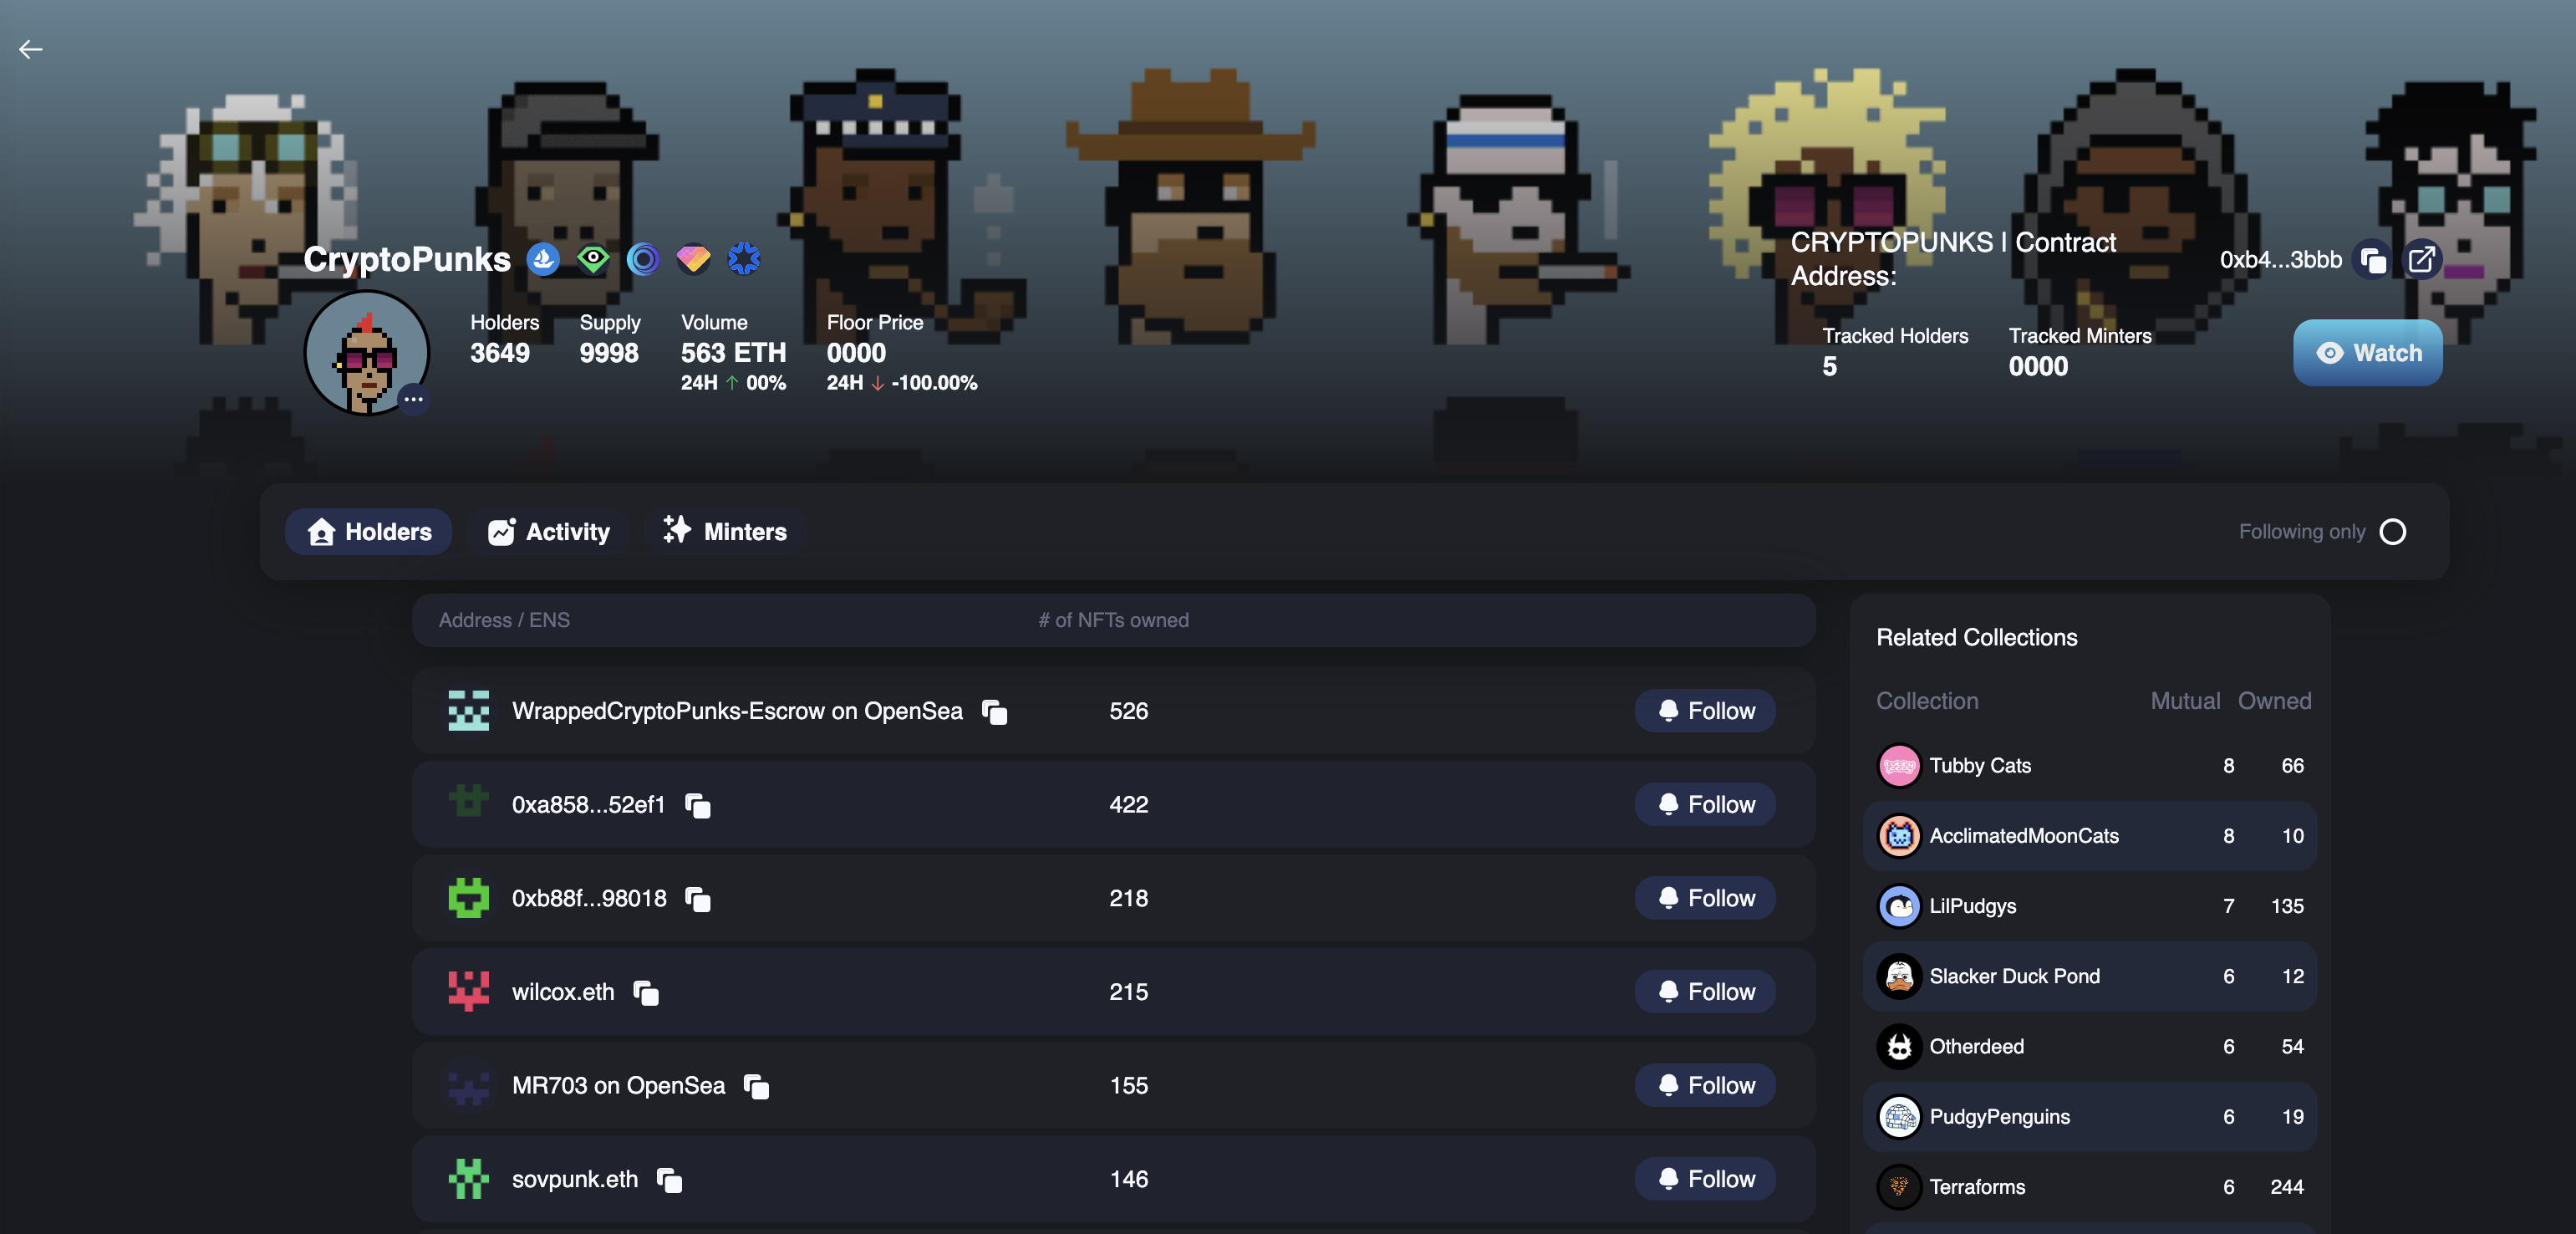 CryptoPunks
CRYPTOPUNKS | Contract Address:
0xb4...3bbb
Holders
3649
Supply
9998
Volume
563 ETH
24H ↑ 00%
Floor Price
0000
24H ↓ -100.00%
Tracked Holders
5
Tracked Minters
0000
Watch
Holders
Activity
Minters
Following only
Address / ENS # of NFTs owned
WrappedCryptoPunks-Escrow on OpenSea 526 Follow
0xa858...52ef1 422 Follow
0xb88f...98018 218 Follow
wilcox.eth 215 Follow
MR703 on OpenSea 155 Follow
sovpunk.eth 146 Follow
Related Collections
Collection Mutual Owned
Tubby Cats 8 66
AcclimatedMoonCats 8 10
LilPudgys 7 135
Slacker Duck Pond 6 12
Otherdeed 6 54
PudgyPenguins 6 19
Terraforms 6 244